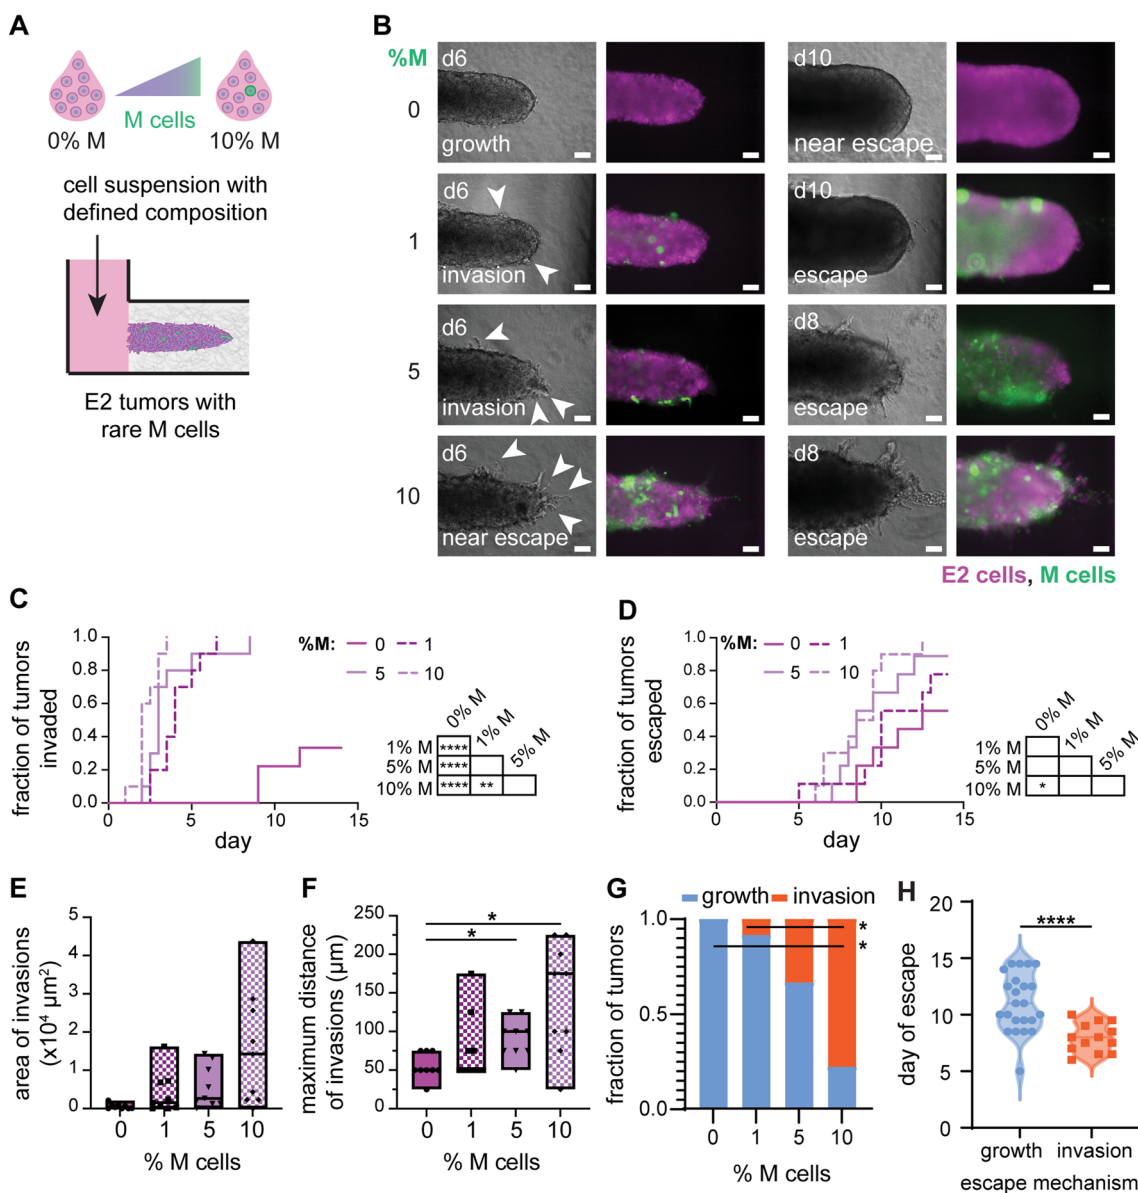 A
0% M
M cells
10% M
cell suspension with
defined composition
E2 tumors with
rare M cells
B
%M
0
d6
growth
d10
near escape
1
d6
invasion
d10
escape
5
d6
invasion
d8
escape
10
d6
near escape
d8
escape
E2 cells, M cells
C
fraction of tumors
invaded
1.0
0.8
0.6
0.4
0.2
0.0
0 5 10 15
day
%M: 0 1
5 10
0% M
1% M
5% M
1% M ****
5% M ****
10% M **** **
D
fraction of tumors
escaped
1.0
0.8
0.6
0.4
0.2
0.0
0 5 10 15
day
%M: 0 1
5 10
0% M
1% M
5% M
1% M
5% M
10% M *
E
area of invasions
(x10⁴ µm²)
5
4
3
2
1
0
0 1 5 10
% M cells
F
maximum distance
of invasions (µm)
250
200
150
100
50
0
*
*
0 1 5 10
% M cells
G
growth invasion
fraction of tumors
1.0
0.5
0.0
*
*
0 1 5 10
% M cells
H
day of escape
20
15
10
5
0
****
growth invasion
escape mechanism